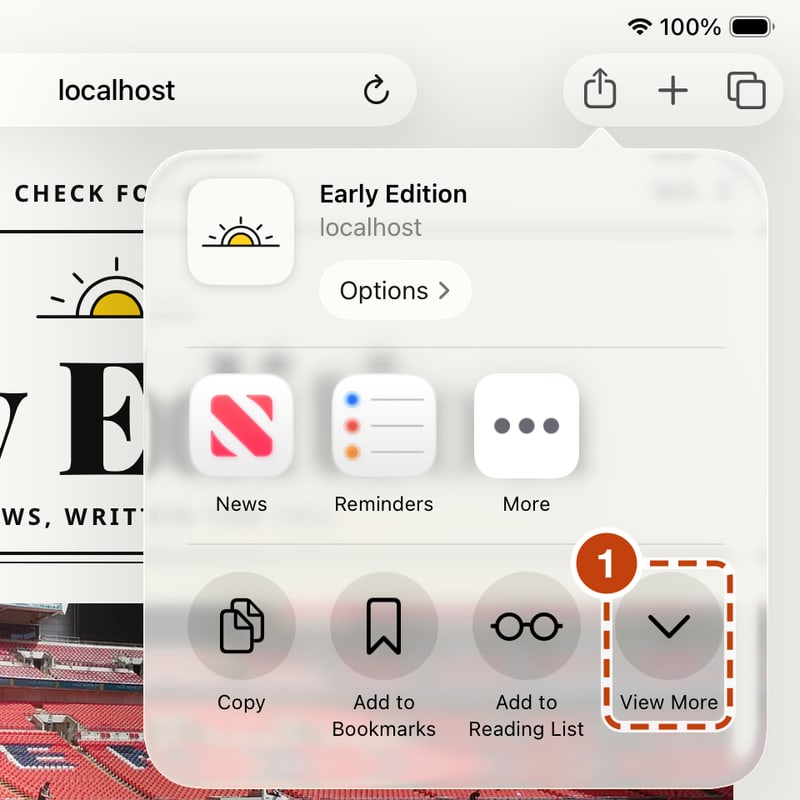 100%
localhost
CHECK FO
Early Edition
localhost
Options
y E
News
Reminders
More
WS, WRIT
1
Copy
Add to
Bookmarks
Add to
Reading List
View More